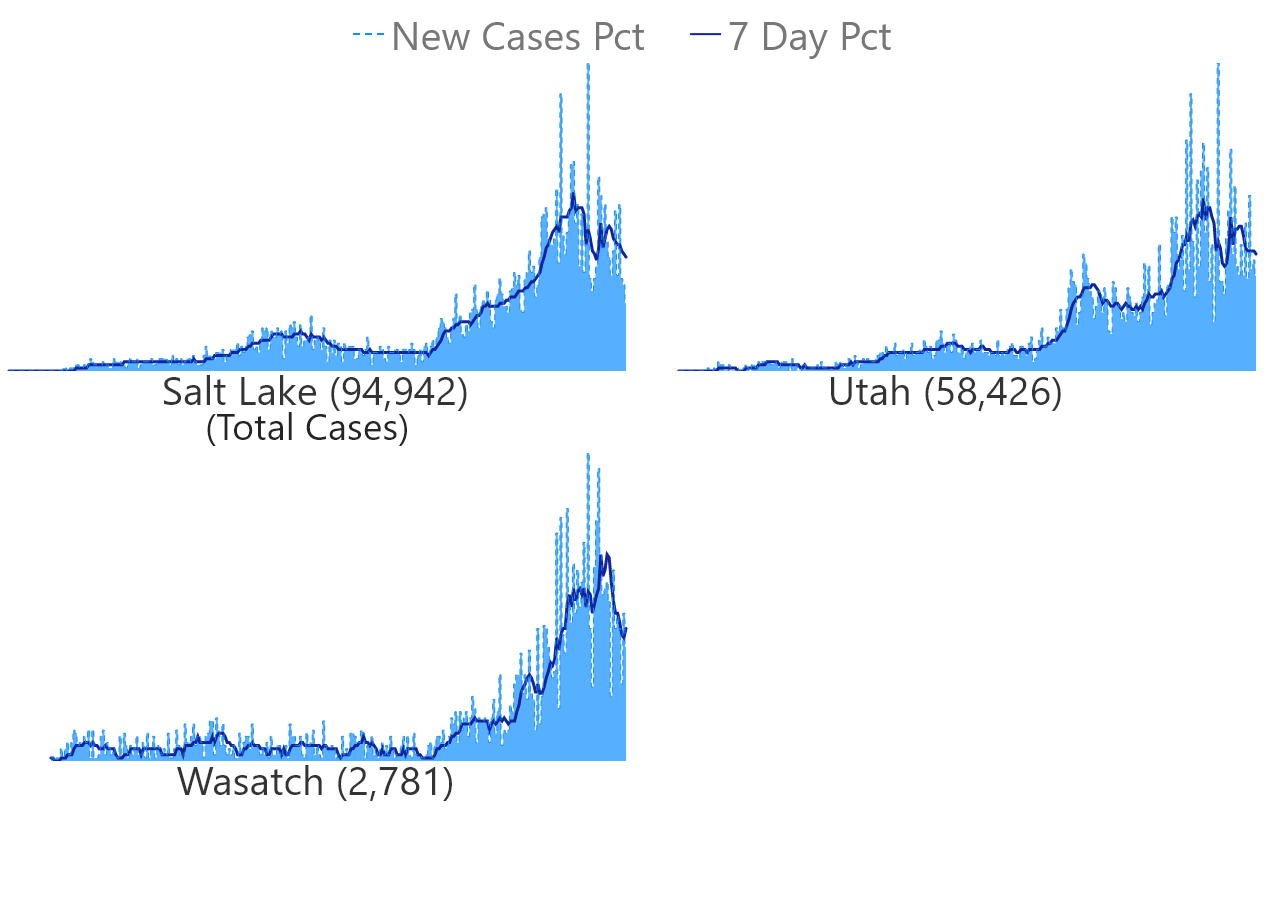 New Cases Pct 7 Day Pct
Salt Lake (94,942)
(Total Cases)
Utah (58,426)
Wasatch (2,781)